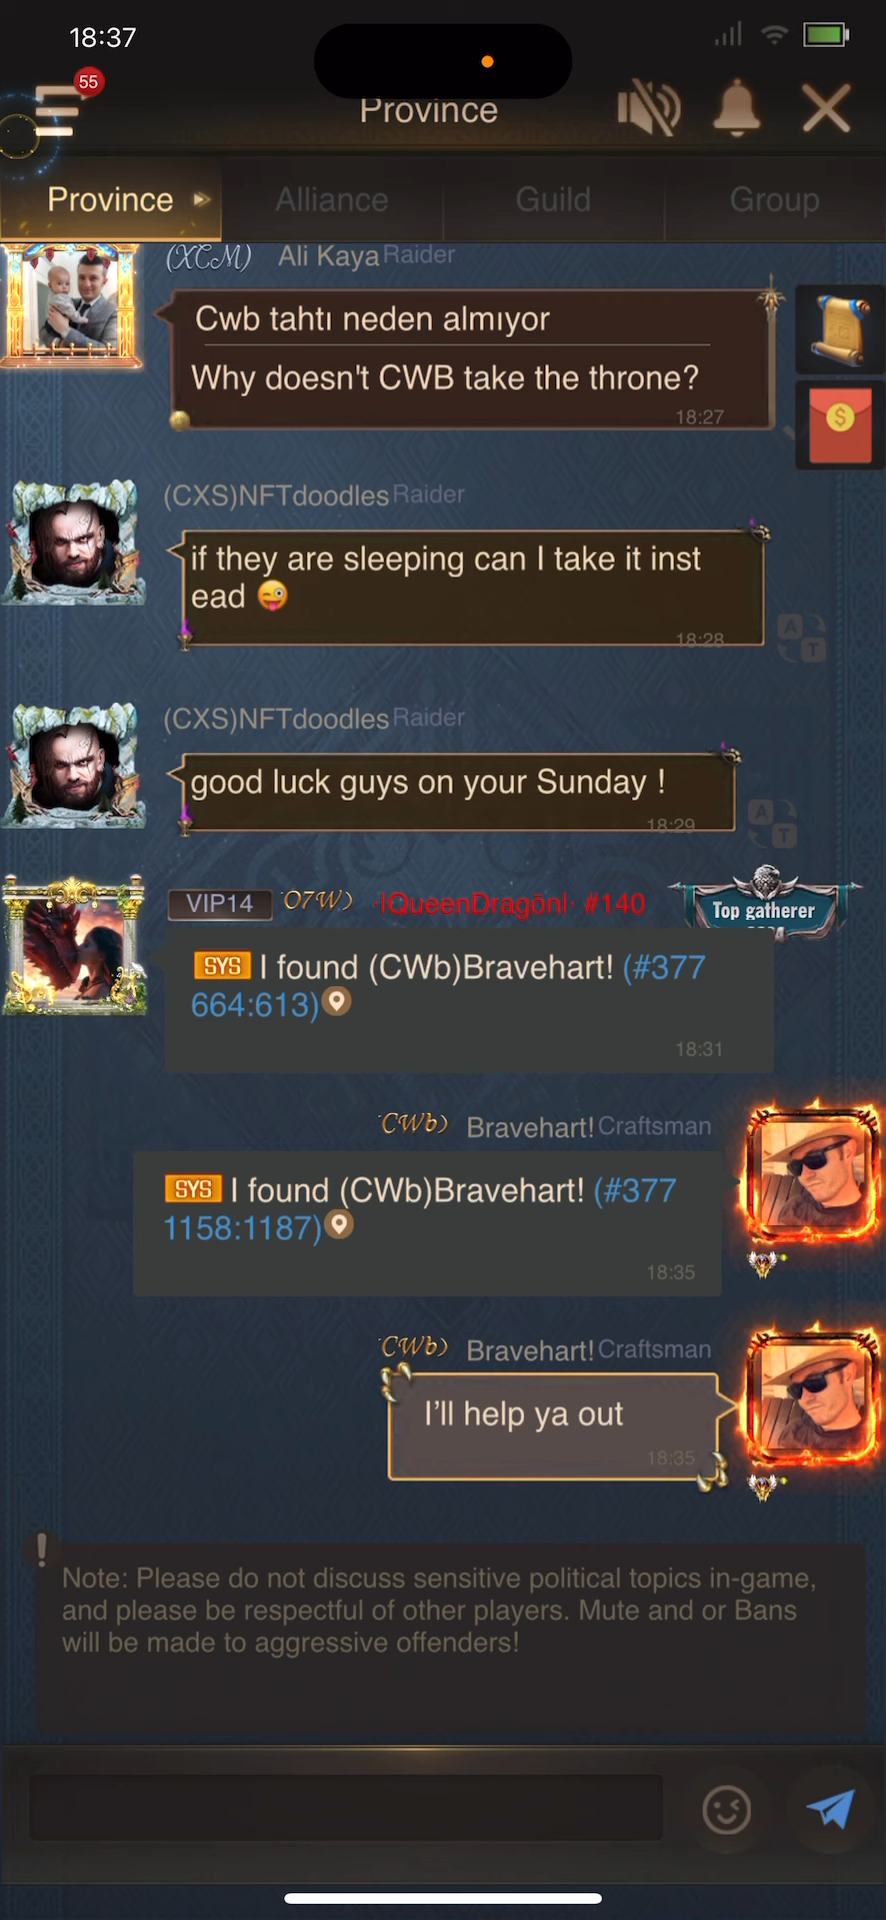 18:37
55
Province
Province
Alliance
Guild
Group
(XCM) Ali Kaya Raider
Cwb tahtı neden almıyor
Why doesn't CWB take the throne?
18:27
(CXS)NFTdoodles Raider
if they are sleeping can I take it inst
ead 😜
18:28
A
T
(CXS)NFTdoodles Raider
good luck guys on your Sunday !
18:29
A
T
VIP14 O7W) ·lQueenDragōnl· #140
Top gatherer
SYS I found (CWb)Bravehart! (#377
664:613)
18:31
CWb) Bravehart! Craftsman
SYS I found (CWb)Bravehart! (#377
1158:1187)
18:35
CWb) Bravehart! Craftsman
I'll help ya out
18:35
Note: Please do not discuss sensitive political topics in-game,
and please be respectful of other players. Mute and or Bans
will be made to aggressive offenders!